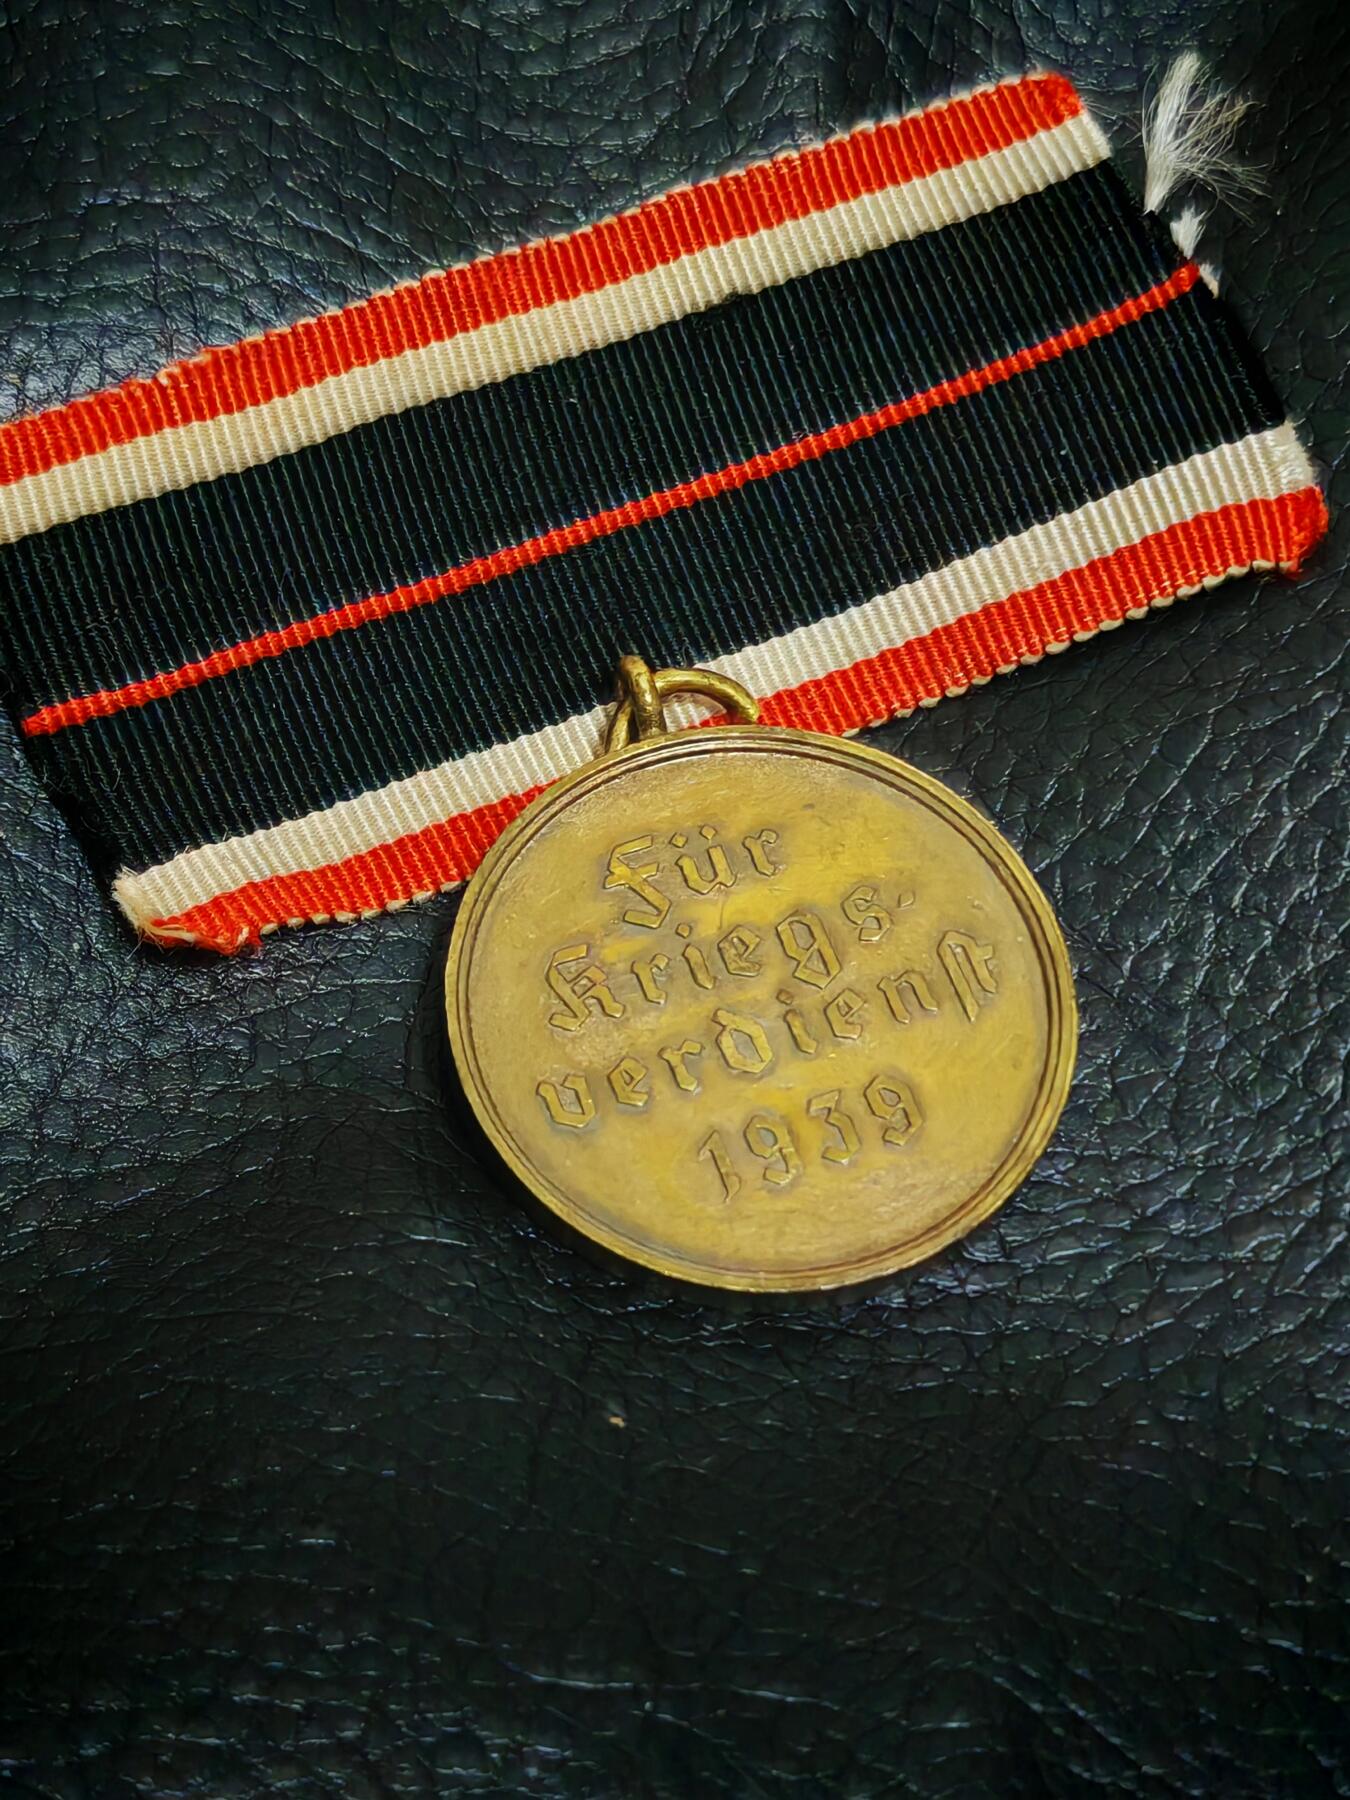 Für
Kriegs-
verdienst
1939